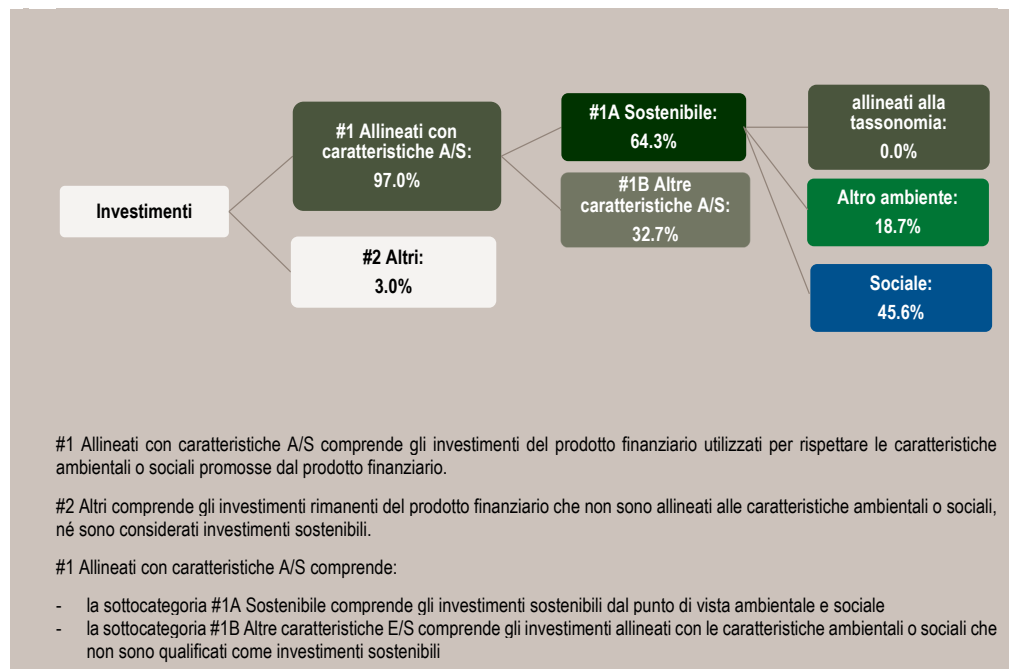 Investimenti
#1 Allineati con
caratteristiche A/S:
97.0%
#2 Altri:
3.0%
#1A Sostenibile:
64.3%
#1B Altre
caratteristiche A/S:
32.7%
allineati alla
tassonomia:
0.0%
Altro ambiente:
18.7%
Sociale:
45.6%
#1 Allineati con caratteristiche A/S comprende gli investimenti del prodotto finanziario utilizzati per rispettare le caratteristiche
ambientali o sociali promosse dal prodotto finanziario.
#2 Altri comprende gli investimenti rimanenti del prodotto finanziario che non sono allineati alle caratteristiche ambientali o sociali,
né sono considerati investimenti sostenibili.
#1 Allineati con caratteristiche A/S comprende:
- la sottocategoria #1A Sostenibile comprende gli investimenti sostenibili dal punto di vista ambientale e sociale
- la sottocategoria #1B Altre caratteristiche E/S comprende gli investimenti allineati con le caratteristiche ambientali o sociali che
non sono qualificati come investimenti sostenibili